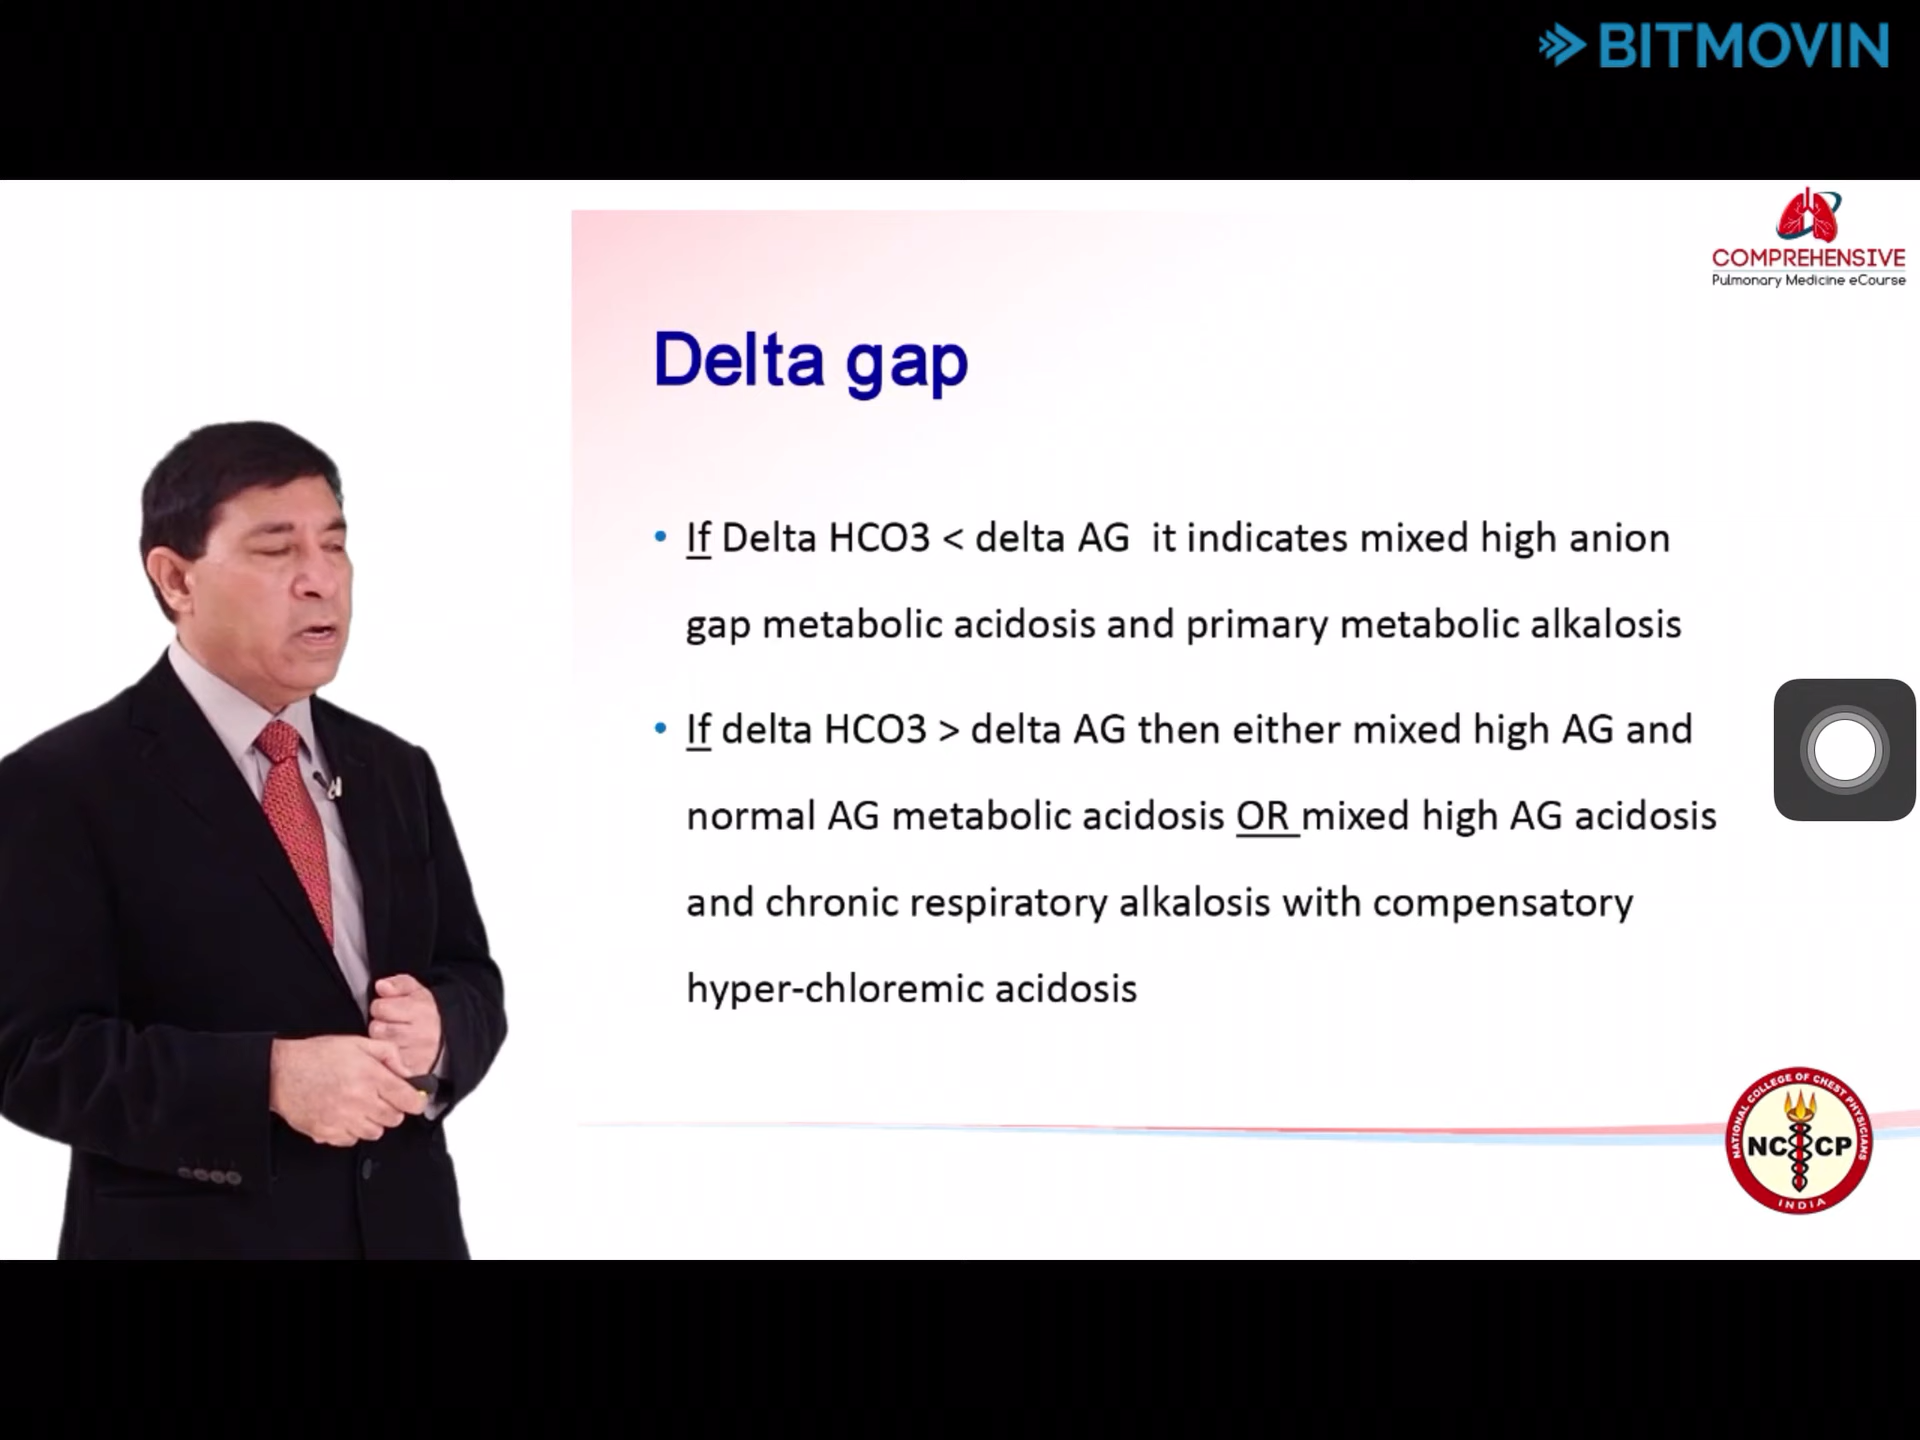 BITMOVIN
COMPREHENSIVE
Pulmonary Medicine eCourse
Delta gap
• If Delta HCO3 < delta AG  it indicates mixed high anion
gap metabolic acidosis and primary metabolic alkalosis
• If delta HCO3 > delta AG then either mixed high AG and
normal AG metabolic acidosis OR mixed high AG acidosis
and chronic respiratory alkalosis with compensatory
hyper-chloremic acidosis
NATIONAL COLLEGE OF CHEST PHYSICIANS
NCCP
INDIA